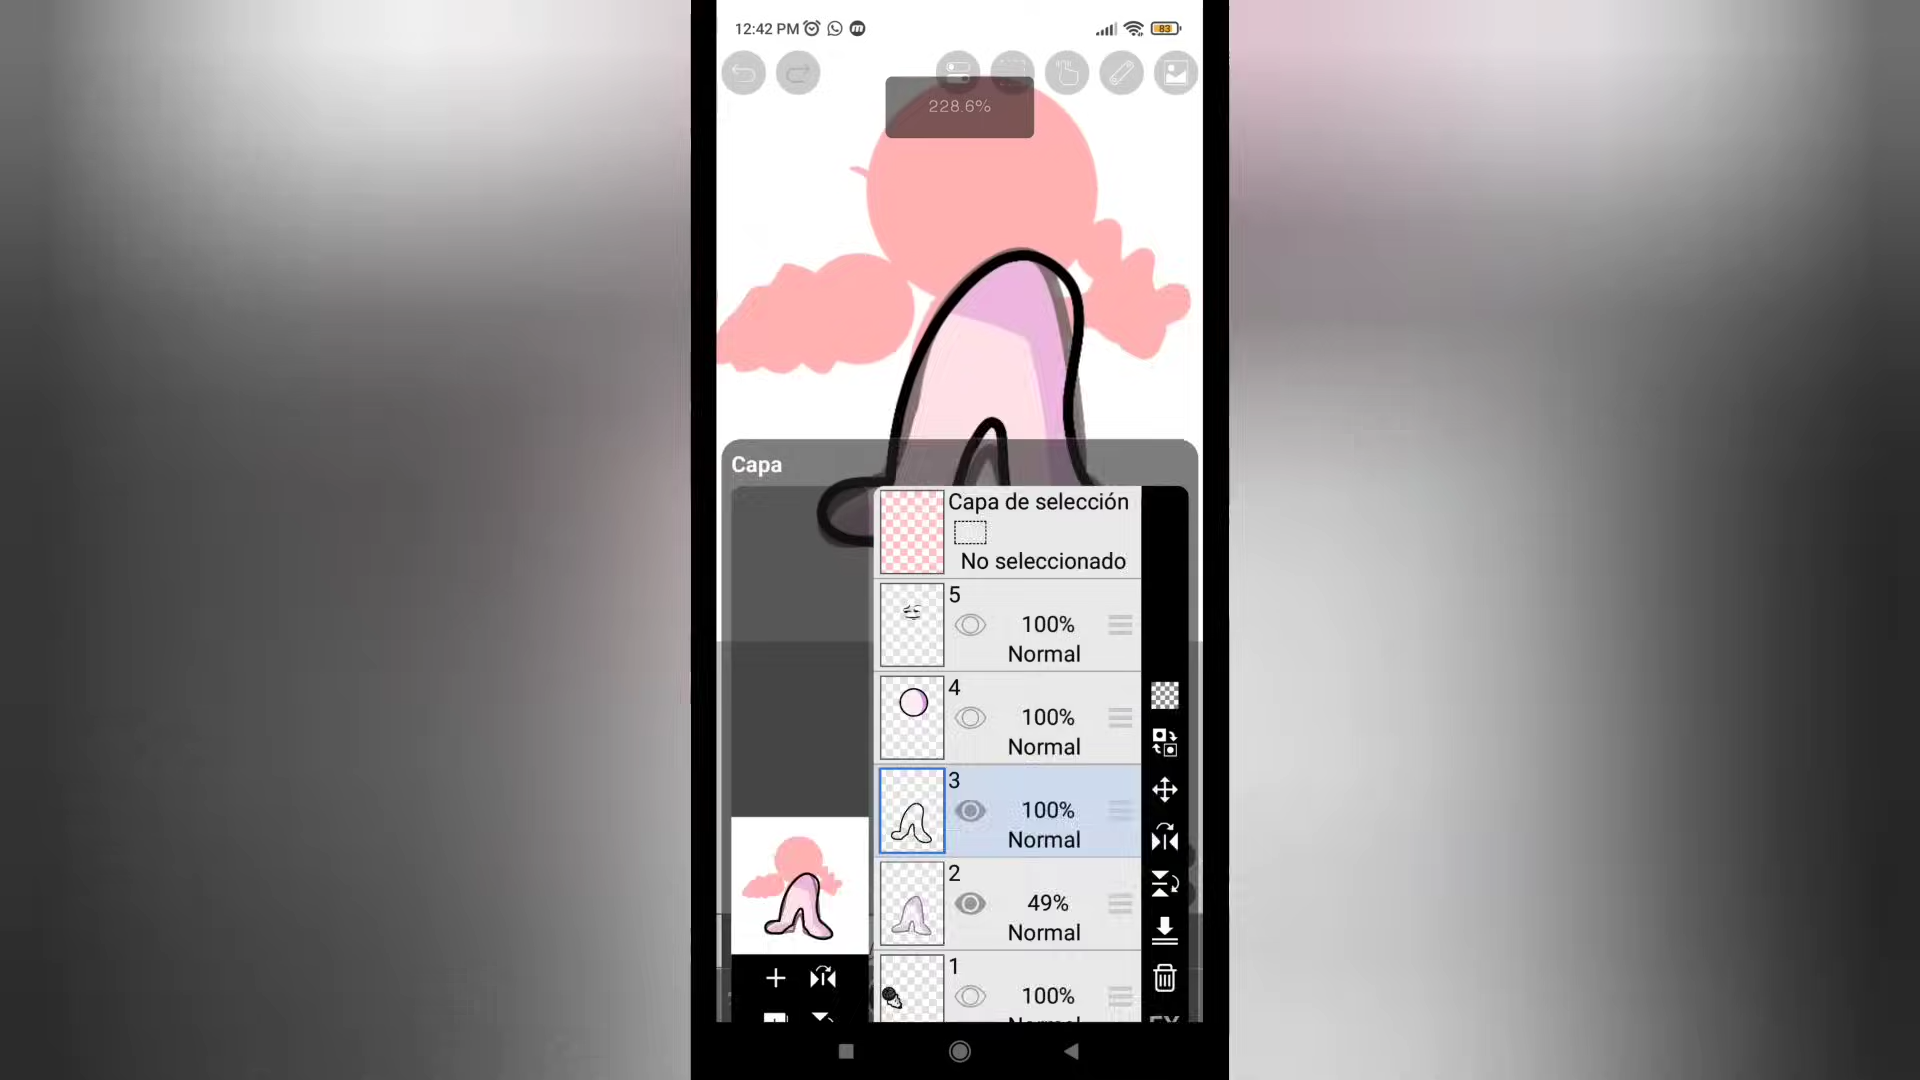 12:42 PM
83
228.6%
Capa
Capa de selección
No seleccionado
5
100%
Normal
4
100%
Normal
3
100%
Normal
2
49%
Normal
1
100%